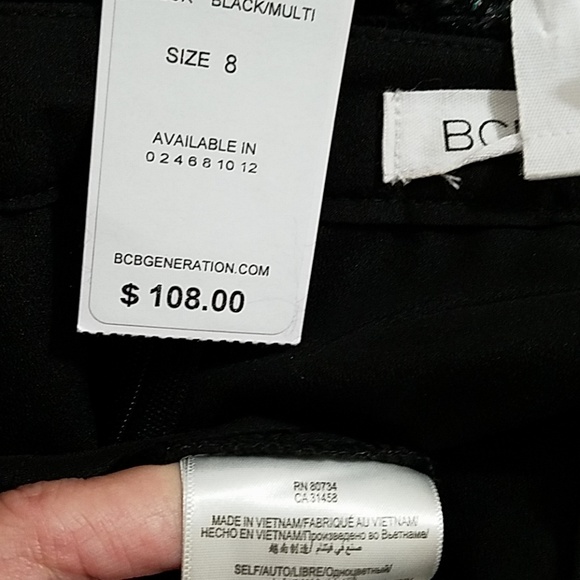 BLACK/MULTI
SIZE 8
AVAILABLE IN
0 2 4 6 8 10 12
BCBGENERATION.COM
$ 108.00
BC
RN 80734
CA 31458
MADE IN VIETNAM/FABRIQUÉ AU VIETNAM/
HECHO EN VIETNAM/Произведено во Вьетнаме/
越南制造/ صنع في فيتنام/
SELF/AUTO/LIBRE/Одноцветный/